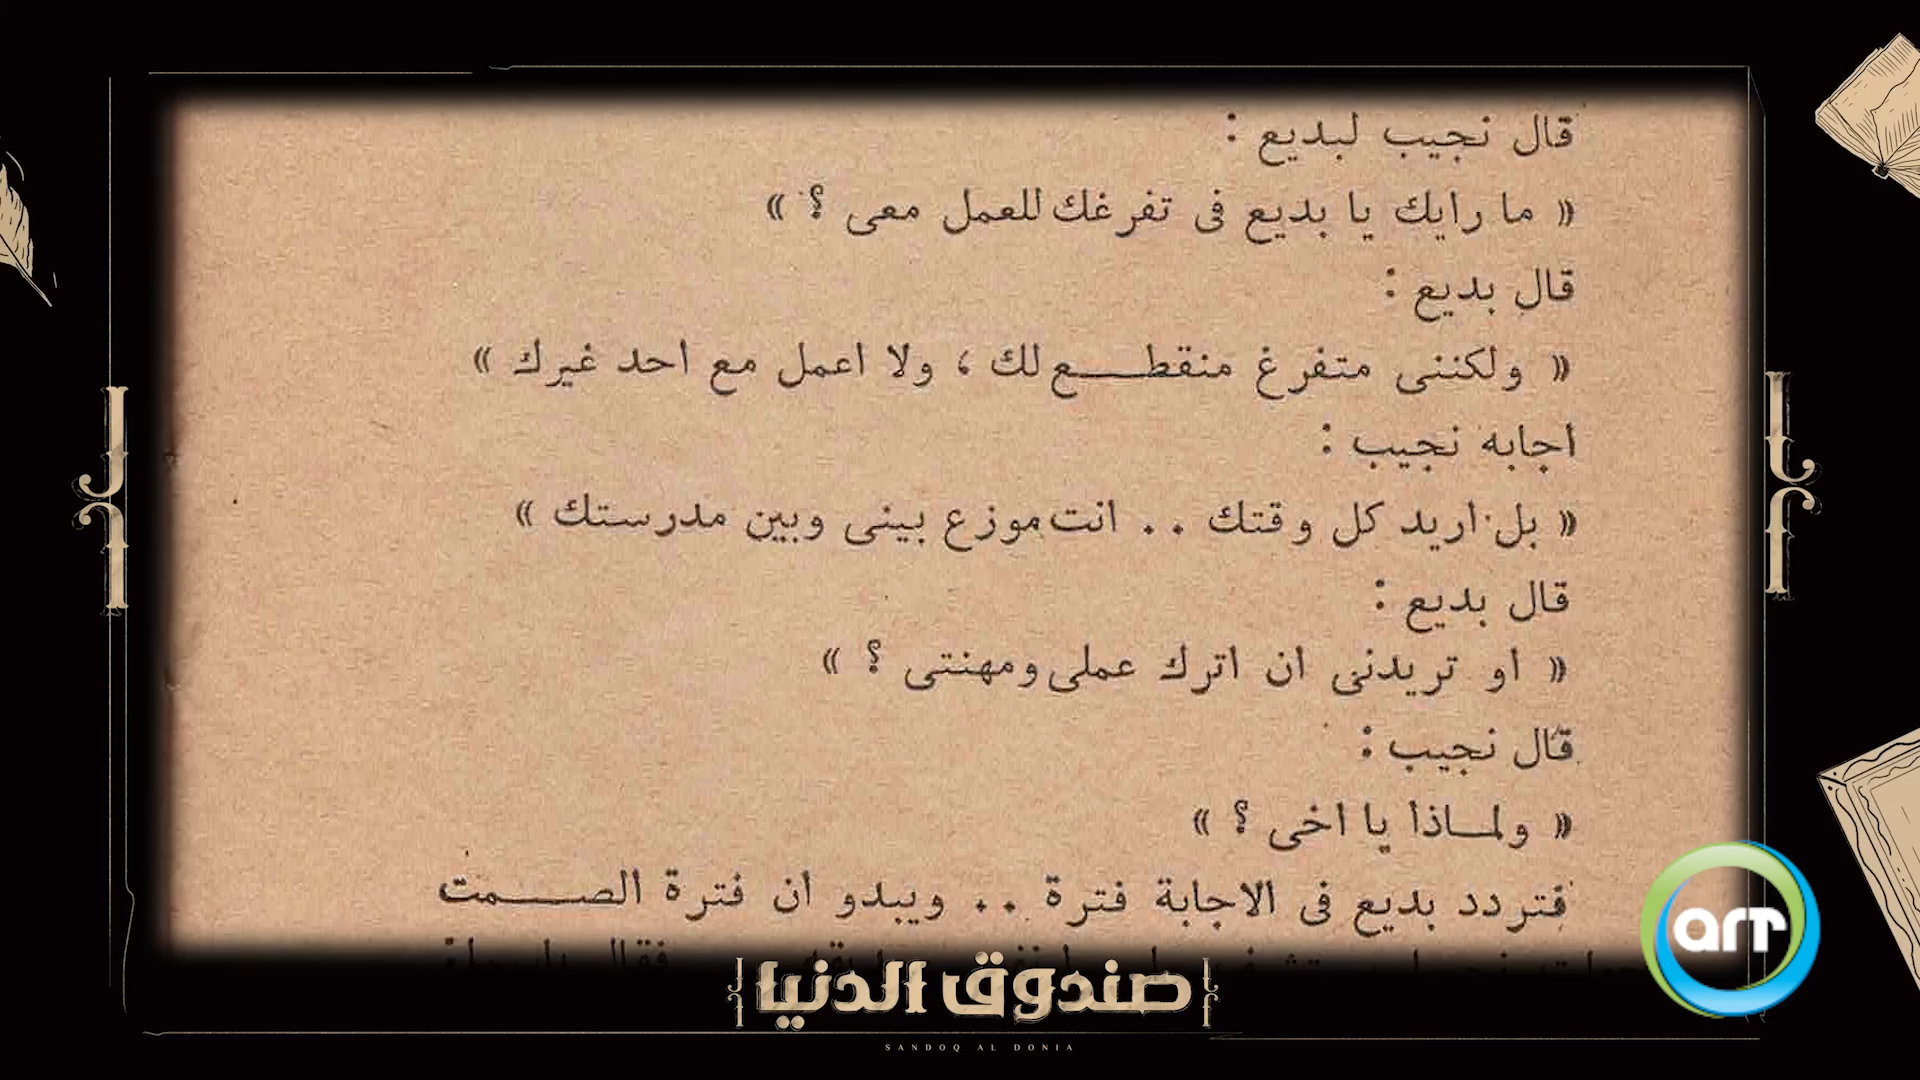 قال نجيب لبديع :
« ما رايك يا بديع فى تفرغك للعمل معى ؟ »
قال بديع :
« ولكننى متفرغ منقطـــع لك ، ولا اعمل مع احد غيرك »
اجابه نجيب :
« بل اريد كل وقتك . . انت موزع بينى وبين مدرستك »
قال بديع :
« او تريدنى ان اترك عملى ومهنتى ؟ »
قال نجيب :
« ولمــاذا يا اخى ؟ »
فتردد بديع فى الاجابة فترة . . ويبدو أن فترة الصـــمت
صندوق الدنيا
SANDOQ AL DONIA
art